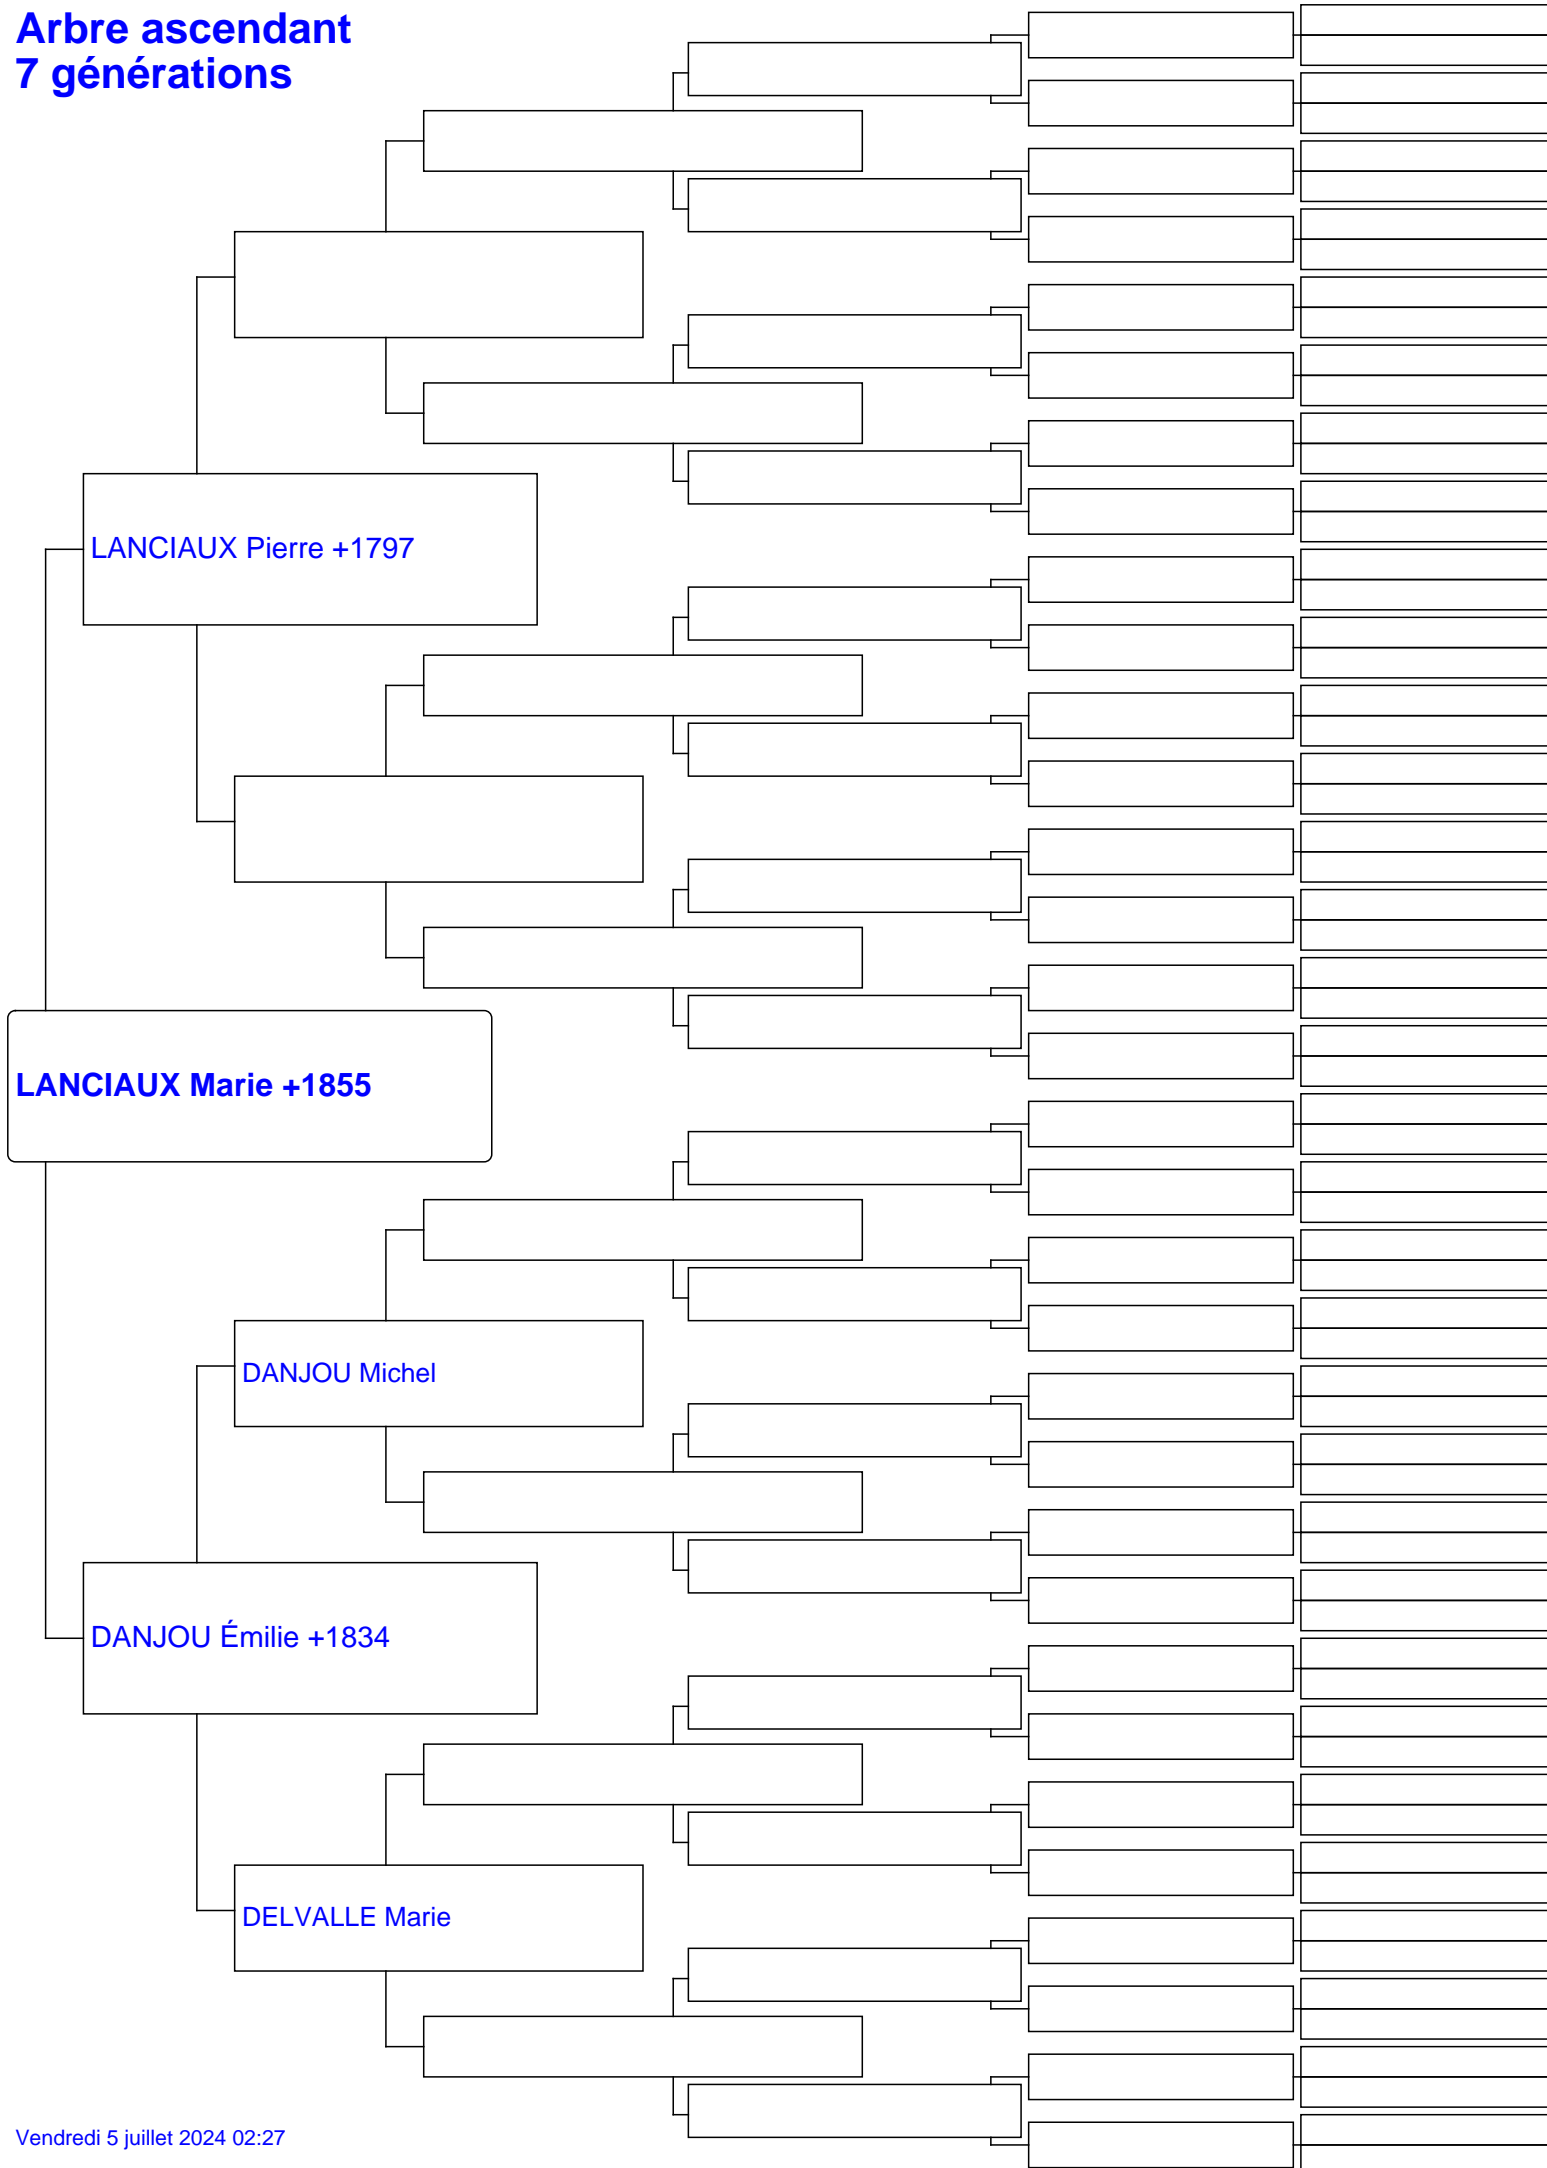 Arbre ascendant
7 générations
LANCIAUX Pierre +1797
LANCIAUX Marie +1855
DANJOU Michel
DANJOU Émilie +1834
DELVALLE Marie
Vendredi 5 juillet 2024 02:27